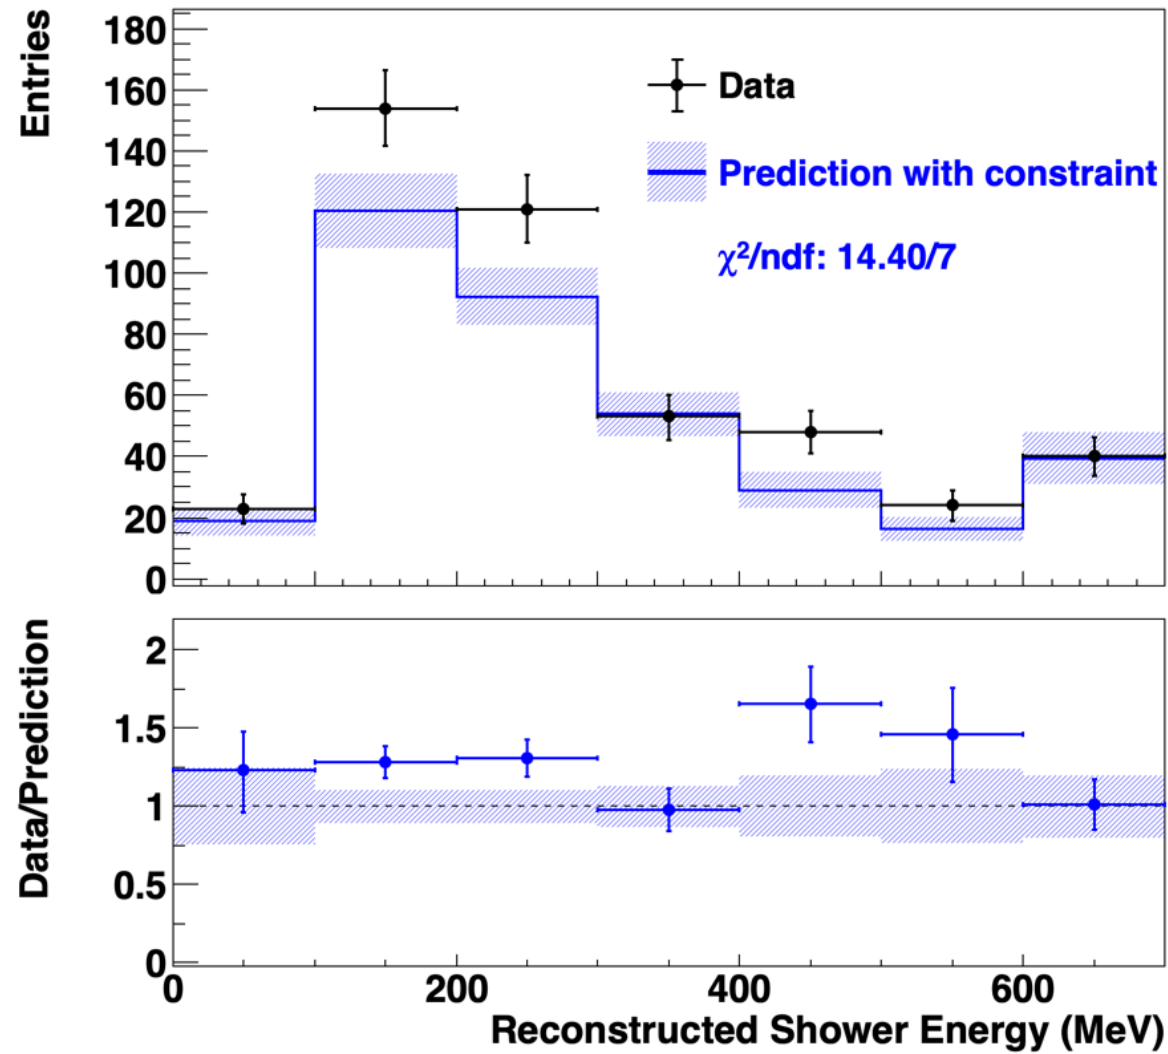 Entries
180
160
140
120
100
80
60
40
20
0
Data
Prediction with constraint
χ²/ndf: 14.40/7
Data/Prediction
2
1.5
1
0.5
0
0 200 400 600
Reconstructed Shower Energy (MeV)